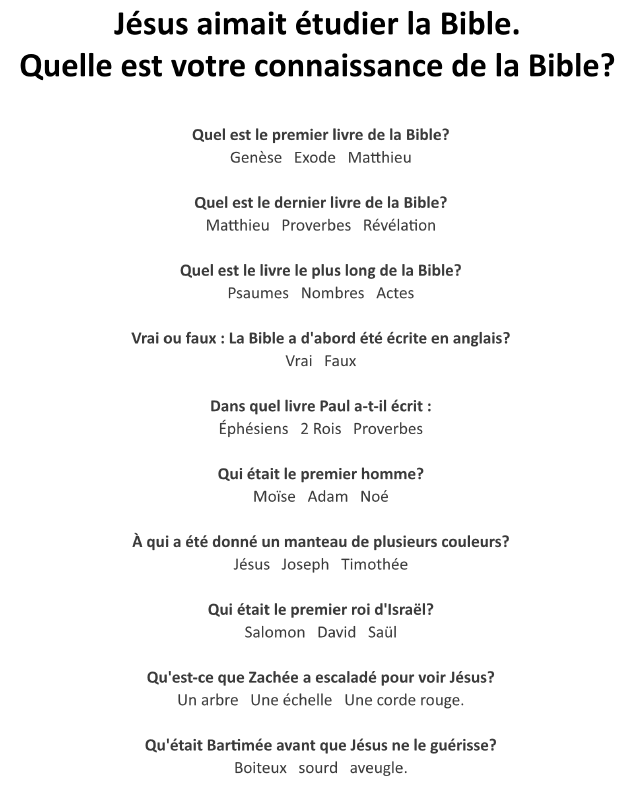 Jésus aimait étudier la Bible.
Quelle est votre connaissance de la Bible?
Quel est le premier livre de la Bible?
Genèse Exode Matthieu
Quel est le dernier livre de la Bible?
Matthieu Proverbes Révélation
Quel est le livre le plus long de la Bible?
Psaumes Nombres Actes
Vrai ou faux : La Bible a d'abord été écrite en anglais?
Vrai Faux
Dans quel livre Paul a-t-il écrit :
Éphésiens 2 Rois Proverbes
Qui était le premier homme?
Moïse Adam Noé
À qui a été donné un manteau de plusieurs couleurs?
Jésus Joseph Timothée
Qui était le premier roi d'Israël?
Salomon David Saül
Qu'est-ce que Zachée a escaladé pour voir Jésus?
Un arbre Une échelle Une corde rouge.
Qu'était Bartimée avant que Jésus ne le guérisse?
Boiteux sourd aveugle.